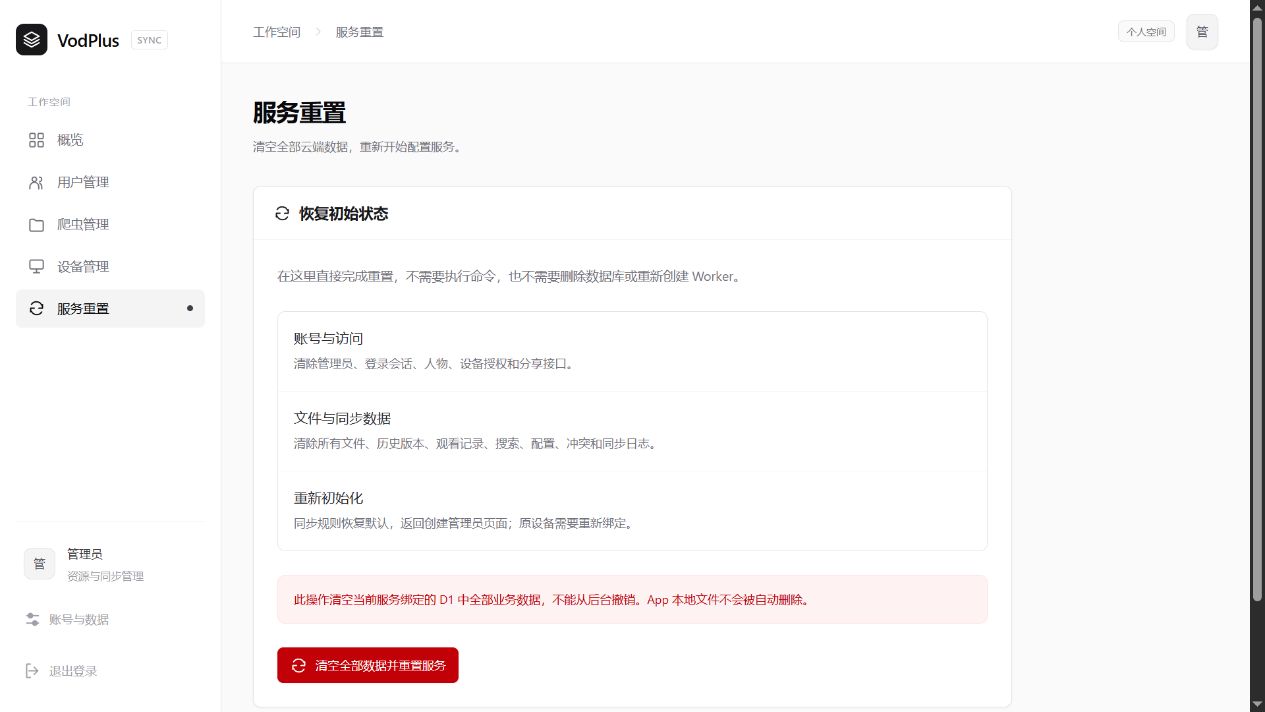 VodPlus SYNC
工作空间
概览
用户管理
爬虫管理
设备管理
服务重置
管 管理员
资源与同步管理
账号与数据
退出登录
工作空间 服务重置
个人空间 管
服务重置
清空全部云端数据，重新开始配置服务。
恢复初始状态
在这里直接完成重置，不需要执行命令，也不需要删除数据库或重新创建 Worker。
账号与访问
清除管理员、登录会话、人物、设备授权和分享接口。
文件与同步数据
清除所有文件、历史版本、观看记录、搜索、配置、冲突和同步日志。
重新初始化
同步规则恢复默认，返回创建管理员页面；原设备需要重新绑定。
此操作清空当前服务绑定的 D1 中全部业务数据，不能从后台撤销。App 本地文件不会被自动删除。
清空全部数据并重置服务